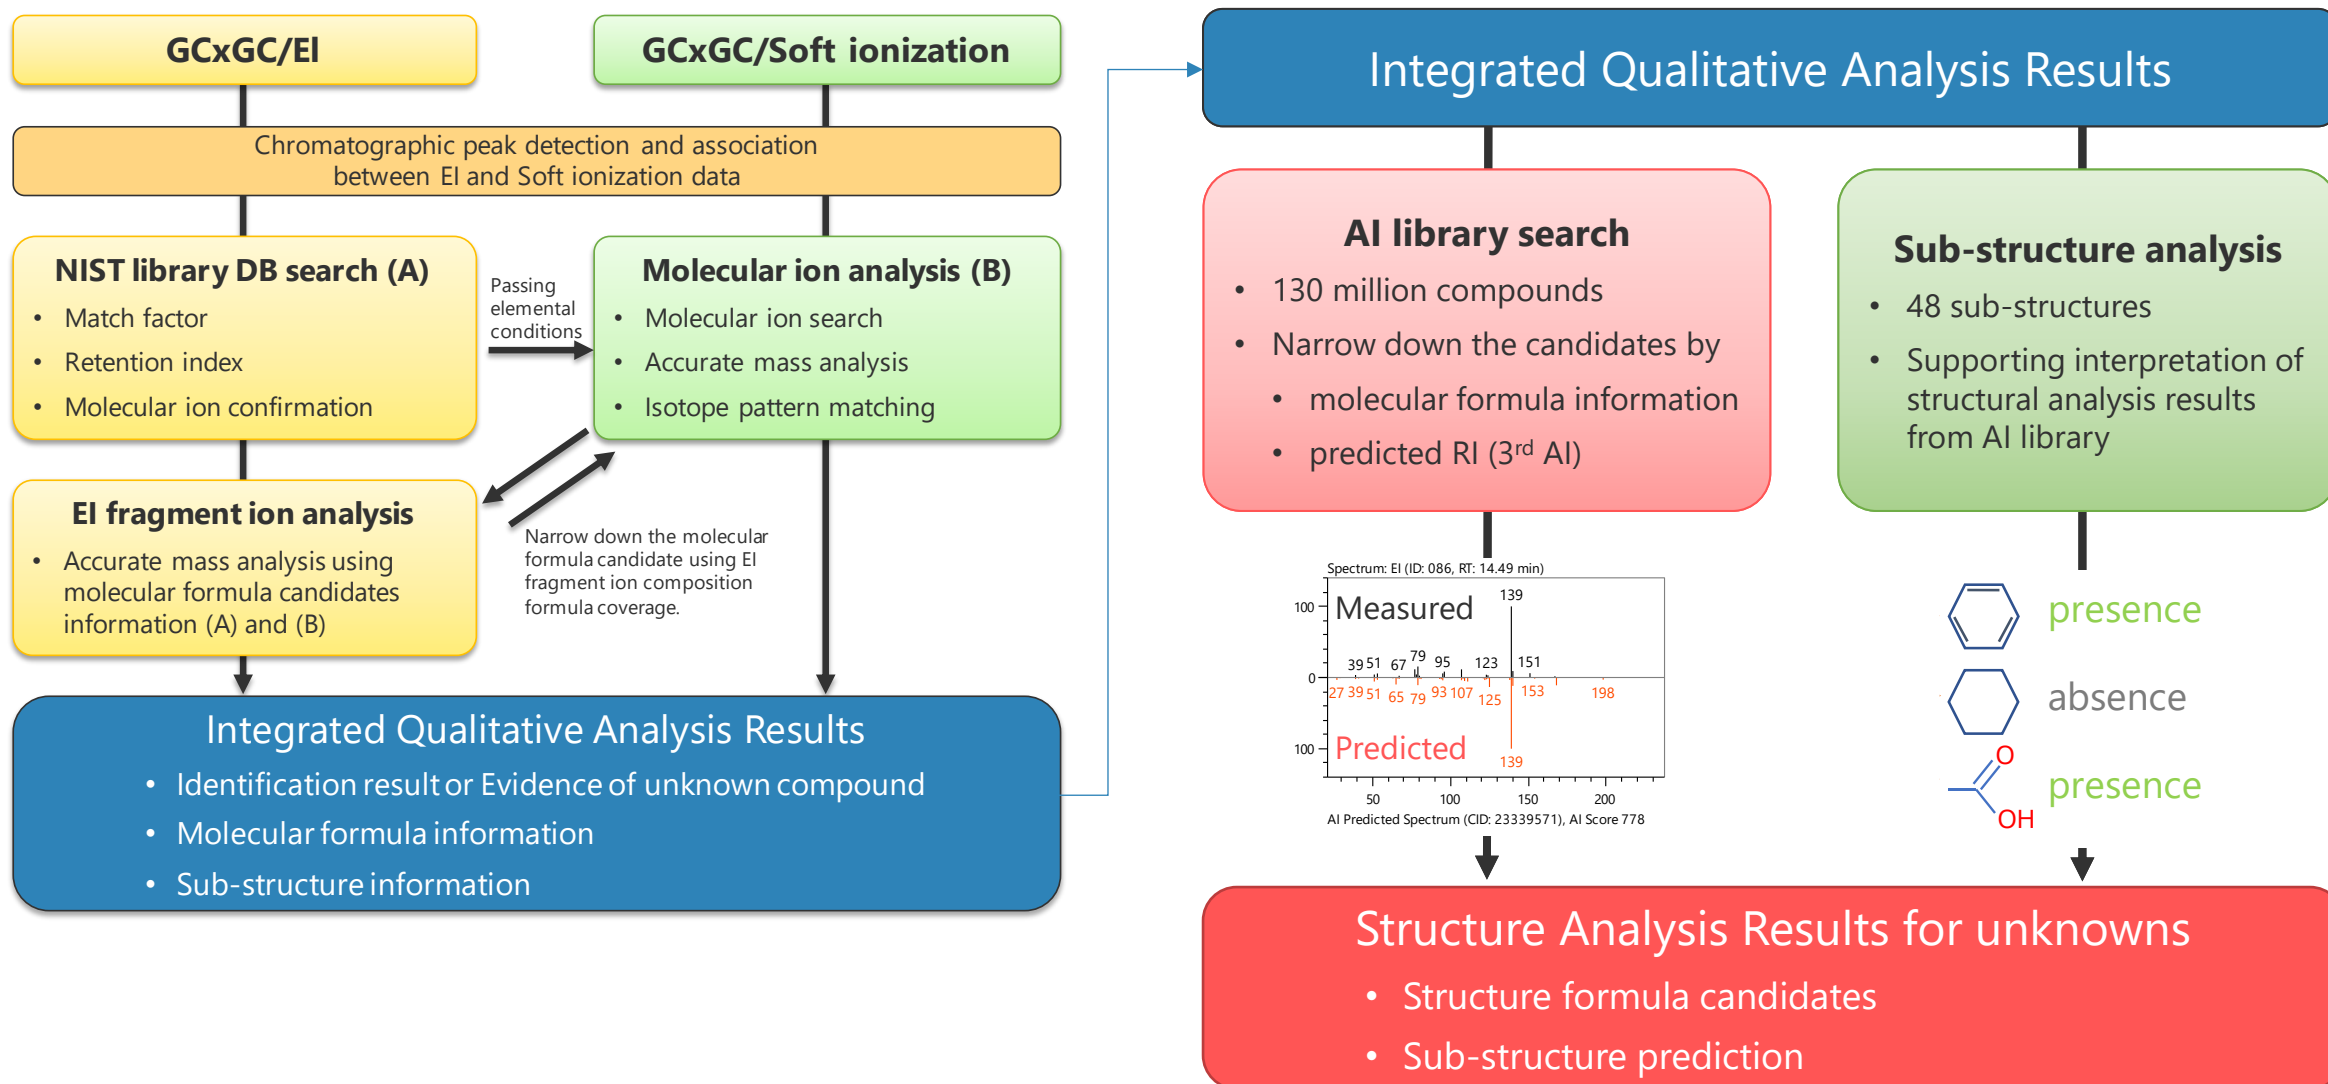 GCxGC/EI
GCxGC/Soft ionization
Chromatographic peak detection and association
between EI and Soft ionization data
NIST library DB search (A)
• Match factor
• Retention index
• Molecular ion confirmation
Passing
elemental
conditions
Molecular ion analysis (B)
• Molecular ion search
• Accurate mass analysis
• Isotope pattern matching
EI fragment ion analysis
• Accurate mass analysis using
molecular formula candidates
information (A) and (B)
Narrow down the molecular
formula candidate using EI
fragment ion composition
formula coverage.
Integrated Qualitative Analysis Results
• Identification result or Evidence of unknown compound
• Molecular formula information
• Sub-structure information
Integrated Qualitative Analysis Results
AI library search
• 130 million compounds
• Narrow down the candidates by
• molecular formula information
• predicted RI (3rd AI)
Sub-structure analysis
• 48 sub-structures
• Supporting interpretation of
structural analysis results
from AI library
Spectrum: EI (ID: 086, RT: 14.49 min)
100
Measured
139
39 51 67 79 95 123 151
0
27 39 51 65 79 93 107 125 153 198
100
Predicted
139
50 100 150 200
AI Predicted Spectrum (CID: 23339571), AI Score 778
presence
absence
O
presence
OH
Structure Analysis Results for unknowns
• Structure formula candidates
• Sub-structure prediction